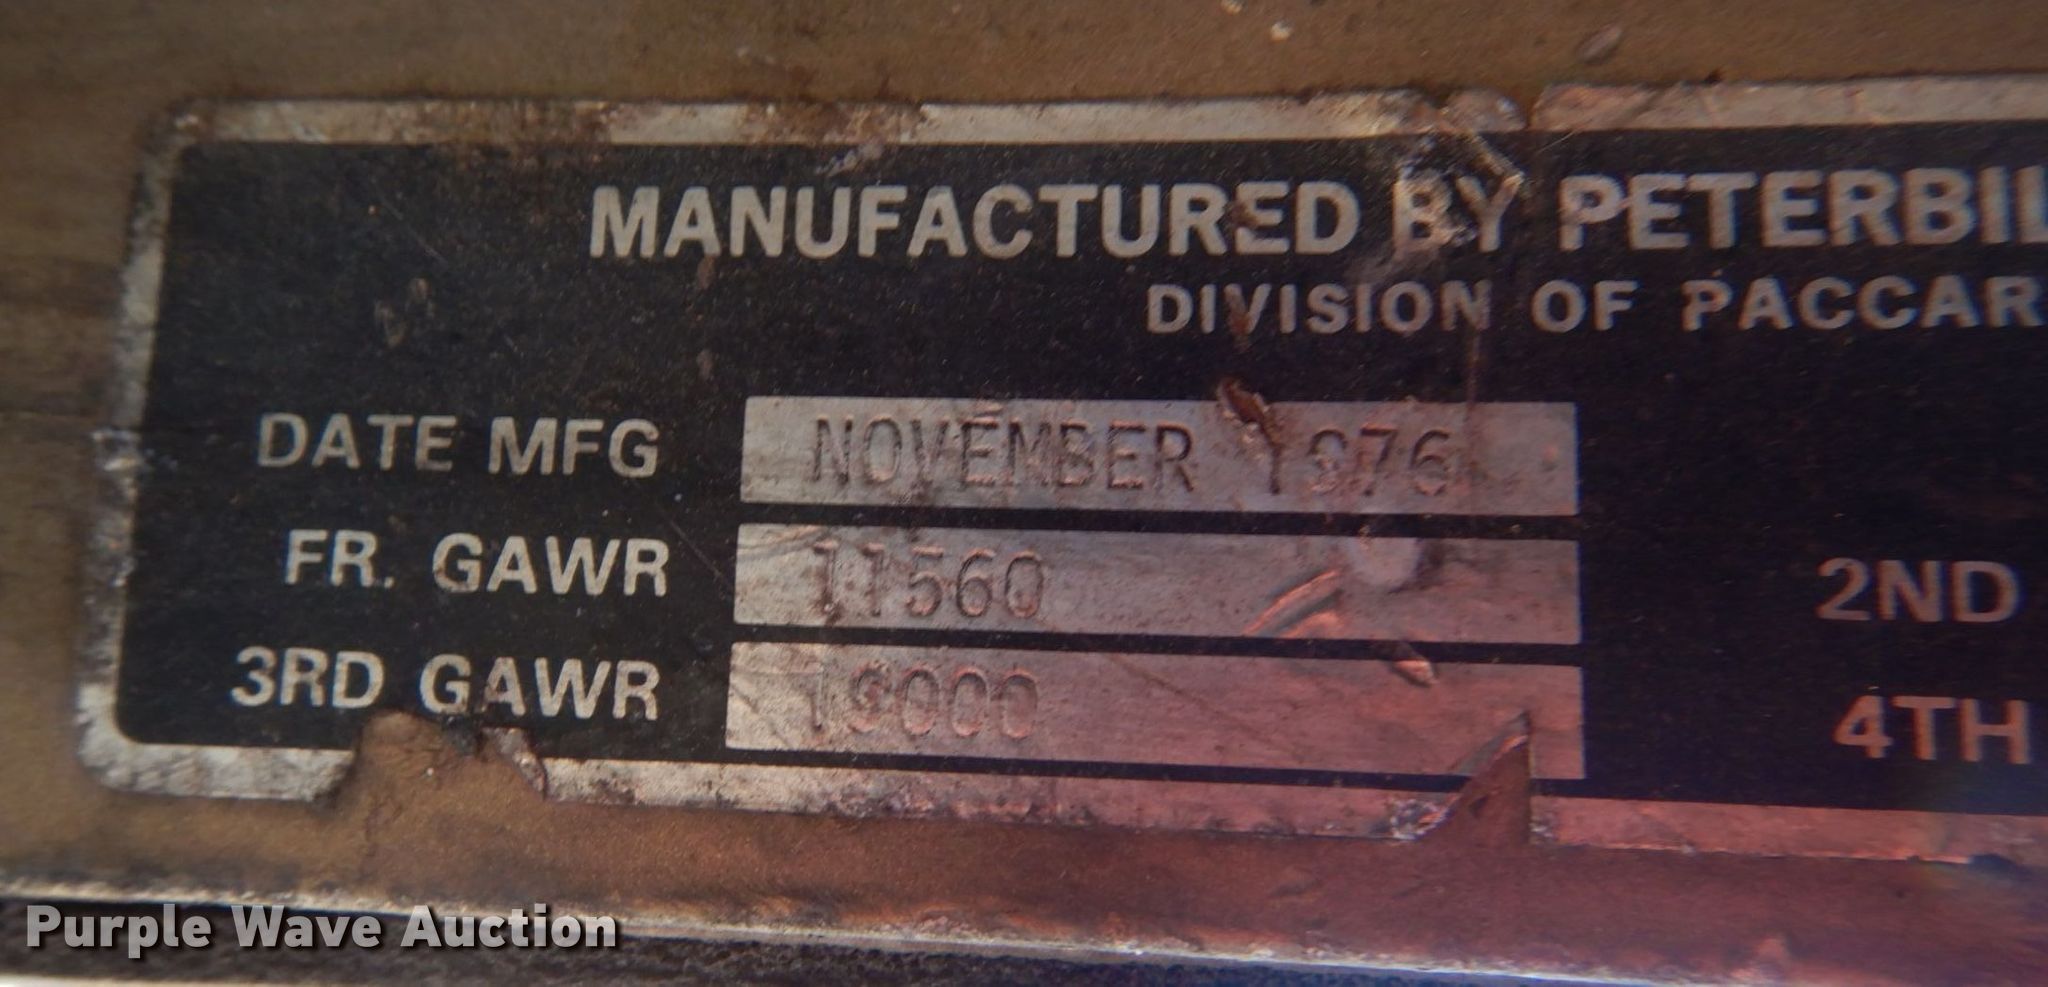 MANUFACTURED BY PETERBIL
DIVISION OF PACCAR
DATE MFG NOVEMBER 1976
FR. GAWR 11560 2ND
3RD GAWR 19000 4TH
Purple Wave Auction